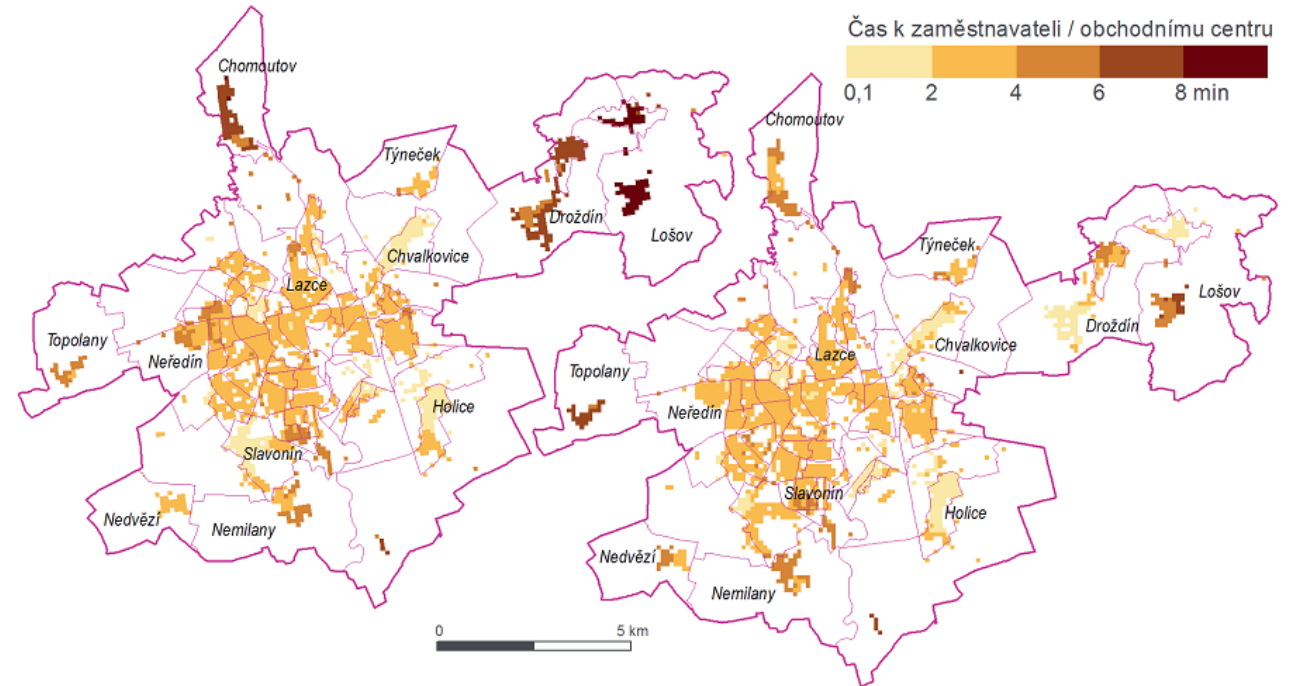 Čas k zaměstnavateli / obchodnímu centru
0,1 2 4 6 8 min
Chomoutov
Týneček
Droždín
Lošov
Chvalkovice
Lazce
Topolany
Neředín
Holice
Slavonín
Nedvězí
Nemilany
Chomoutov
Týneček
Lošov
Droždín
Chvalkovice
Lazce
Topolany
Neředín
Slavonín
Holice
Nedvězí
Nemilany
0 5 km